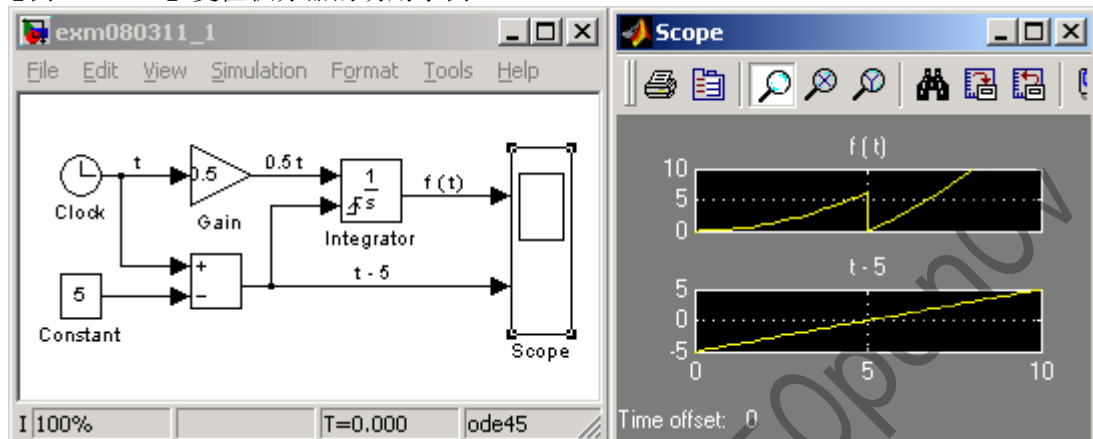 exm080311_1
File Edit View Simulation Format Tools Help
t
0.5
0.5 t
Clock
Gain
1
s
Integrator
f (t)
+
−
5
Constant
t - 5
Scope
I 100%
T=0.000
ode45
Scope
f ( t)
10
5
0
t - 5
5
0
-5
0
5
10
Time offset: 0